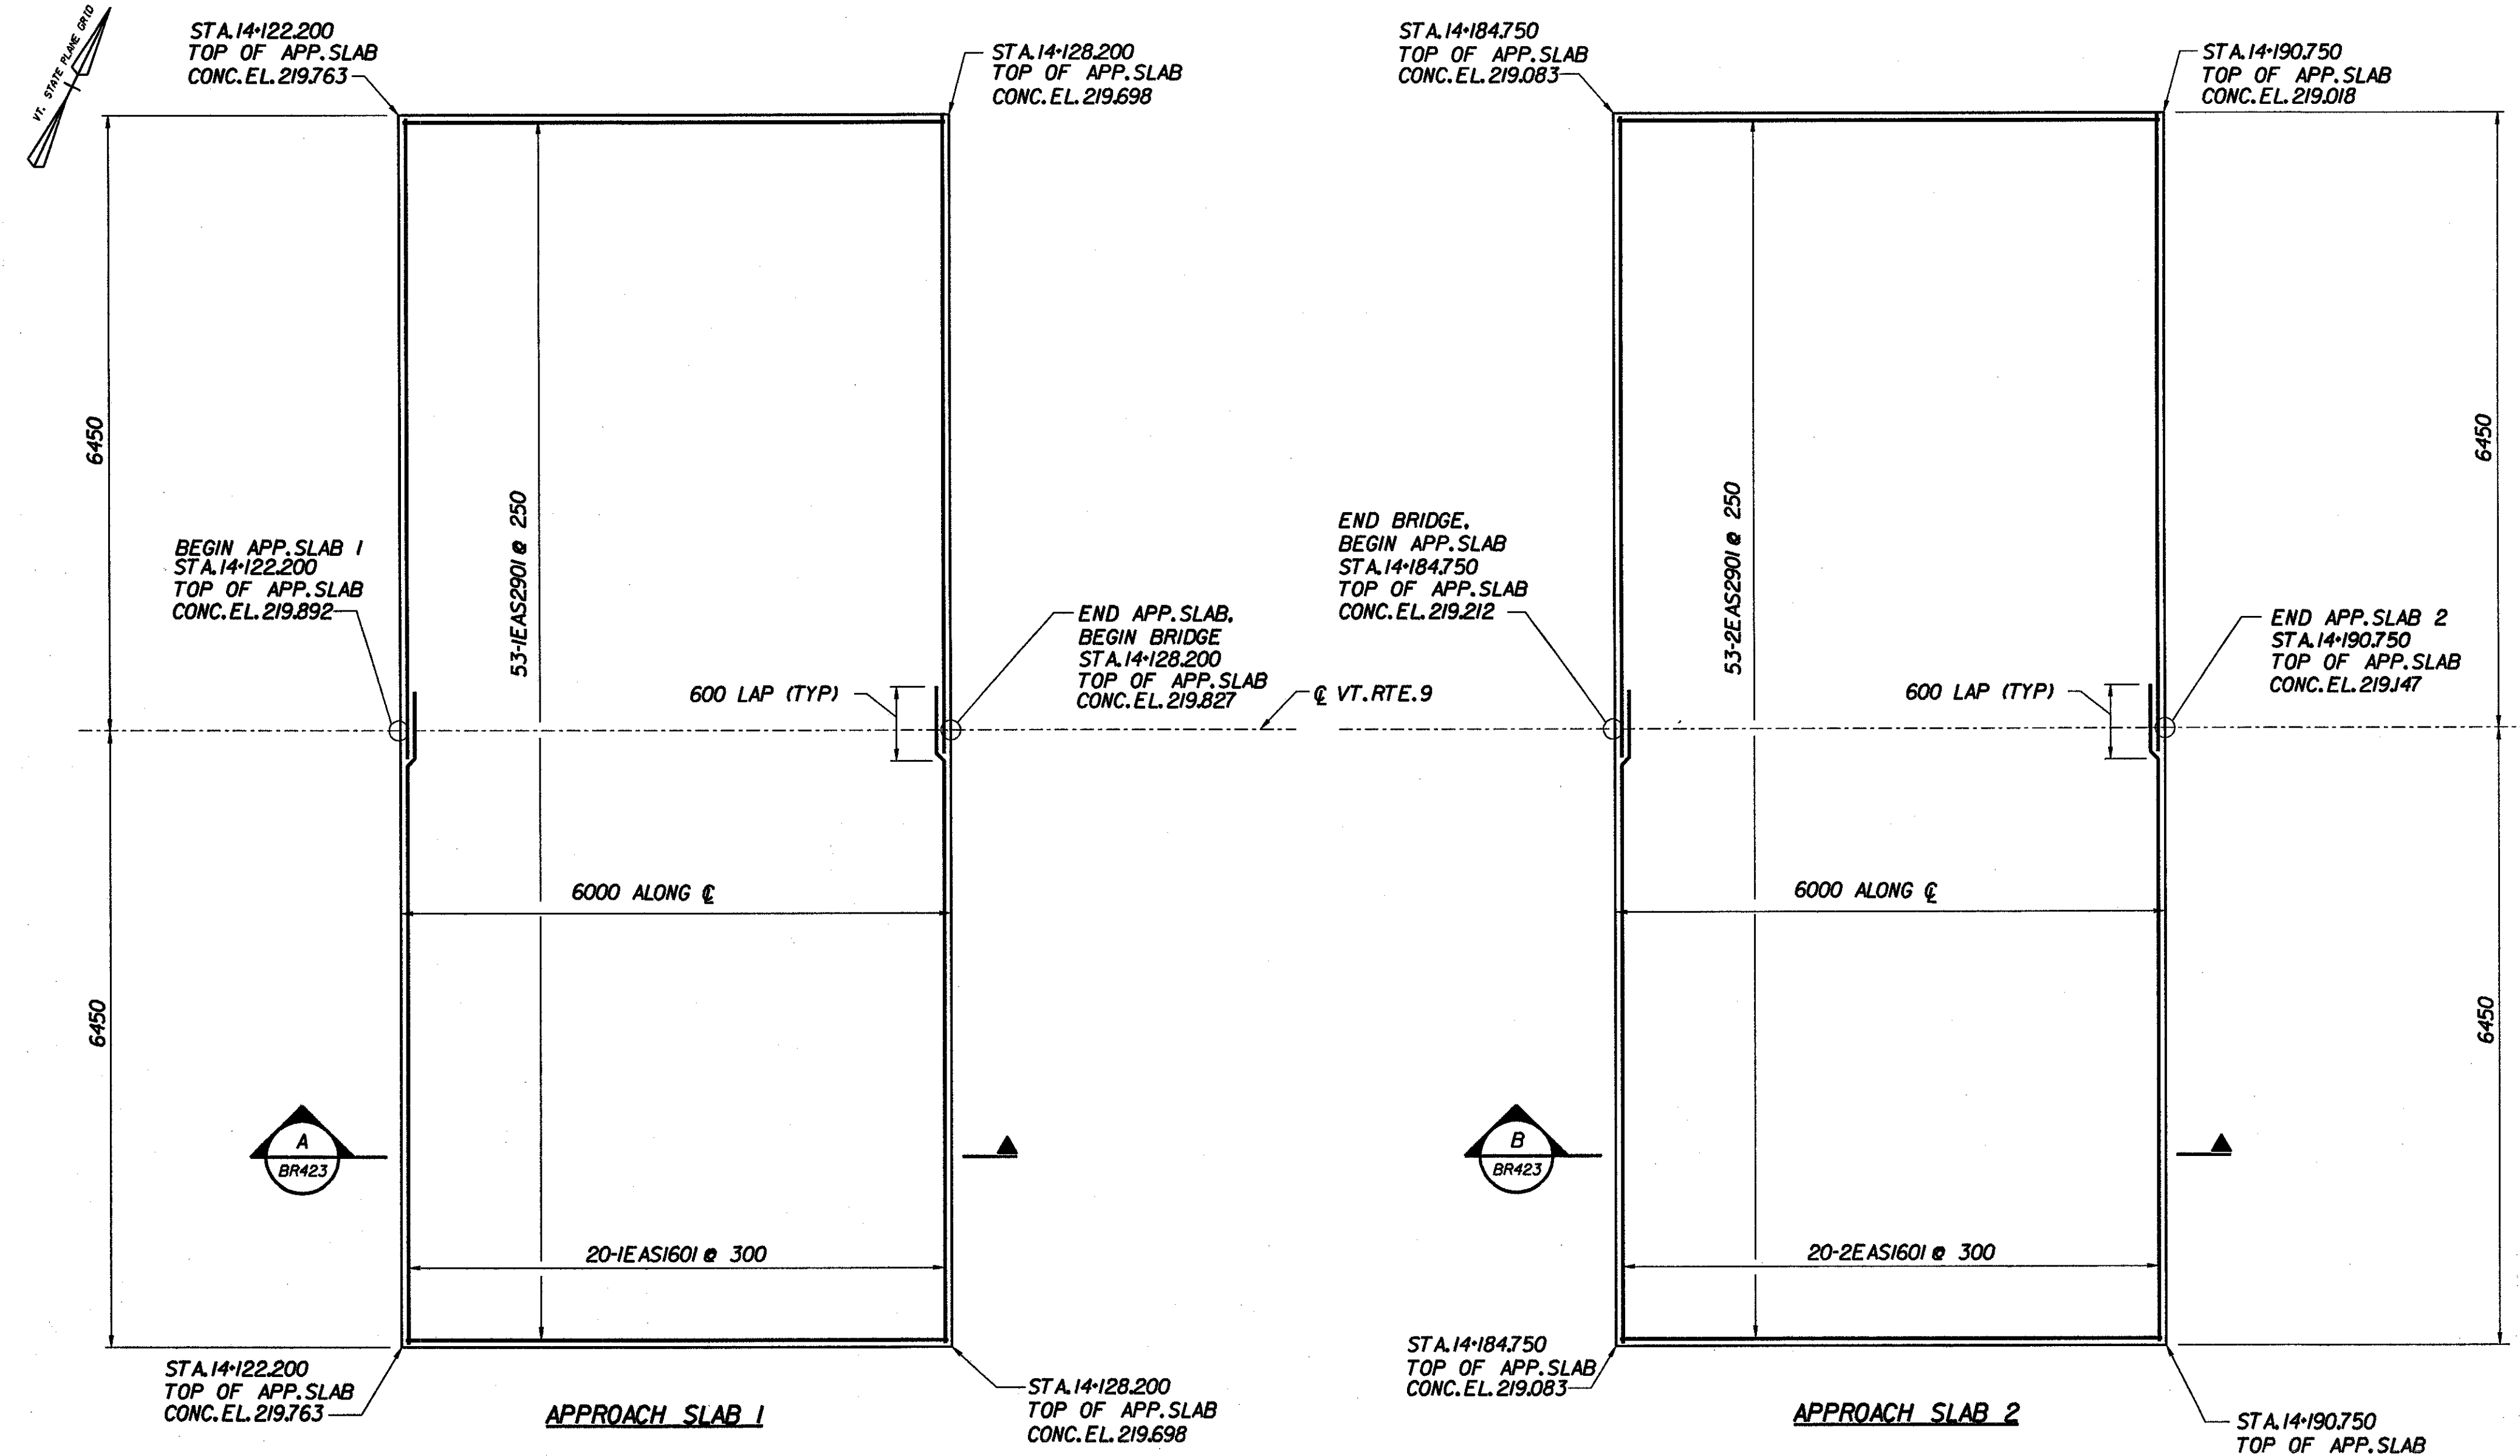 VT. STATE PLANE GRID
STA. 14+122.200
TOP OF APP. SLAB
CONC. EL. 219.763
STA. 14+128.200
TOP OF APP. SLAB
CONC. EL. 219.698
STA. 14+184.750
TOP OF APP. SLAB
CONC. EL. 219.083
STA. 14+190.750
TOP OF APP. SLAB
CONC. EL. 219.018
6450
53-1EAS2901 @ 250
BEGIN APP. SLAB 1
STA. 14+122.200
TOP OF APP. SLAB
CONC. EL. 219.892
600 LAP (TYP)
END APP. SLAB,
BEGIN BRIDGE
STA. 14+128.200
TOP OF APP. SLAB
CONC. EL. 219.827
℄ VT. RTE. 9
END BRIDGE,
BEGIN APP. SLAB
STA. 14+184.750
TOP OF APP. SLAB
CONC. EL. 219.212
53-2EAS2901 @ 250
600 LAP (TYP)
6450
END APP. SLAB 2
STA. 14+190.750
TOP OF APP. SLAB
CONC. EL. 219.147
6000 ALONG ℄
6000 ALONG ℄
6450
6450
A
BR423
B
BR423
20-1EAS1601 @ 300
20-2EAS1601 @ 300
STA. 14+122.200
TOP OF APP. SLAB
CONC. EL. 219.763
APPROACH SLAB 1
STA. 14+128.200
TOP OF APP. SLAB
CONC. EL. 219.698
STA. 14+184.750
TOP OF APP. SLAB
CONC. EL. 219.083
APPROACH SLAB 2
STA. 14+190.750
TOP OF APP. SLAB